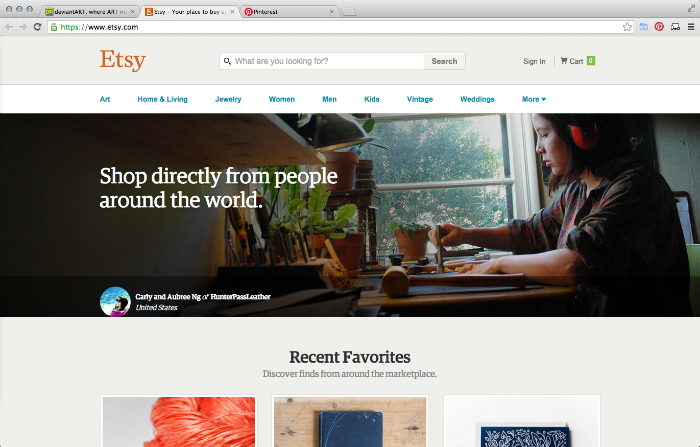 deviantART: where ART m
Etsy - Your place to buy a
Pinterest
https://www.etsy.com
Etsy
What are you looking for?
Search
Sign In
Cart 0
Art Home & Living Jewelry Women Men Kids Vintage Weddings More
Shop directly from people
around the world.
Carly and Aubree Ng of HunterPassLeather
United States
Recent Favorites
Discover finds from around the marketplace.